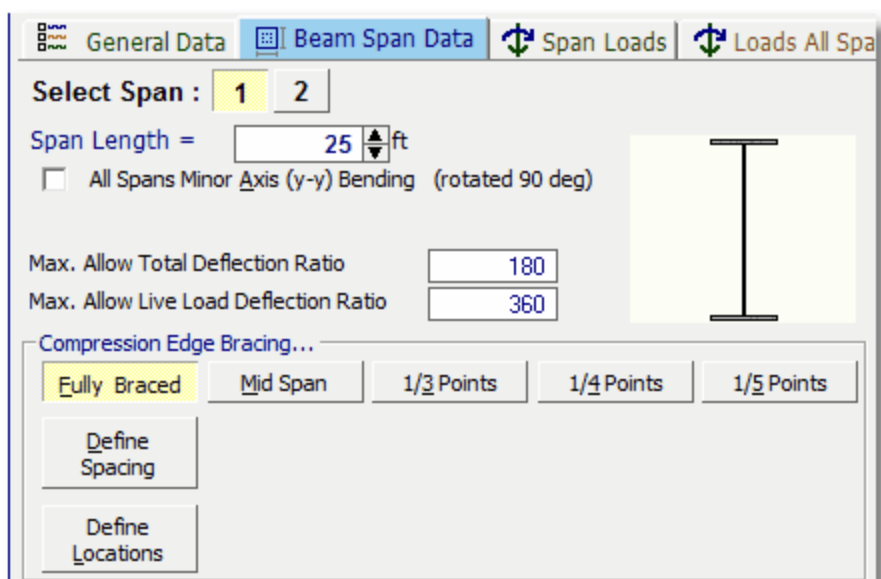 General Data Beam Span Data Span Loads Loads All Spa
Select Span : 1 2
Span Length = 25 ft
All Spans Minor Axis (y-y) Bending (rotated 90 deg)
Max. Allow Total Deflection Ratio 180
Max. Allow Live Load Deflection Ratio 360
Compression Edge Bracing...
Fully Braced Mid Span 1/3 Points 1/4 Points 1/5 Points
Define
Spacing
Define
Locations